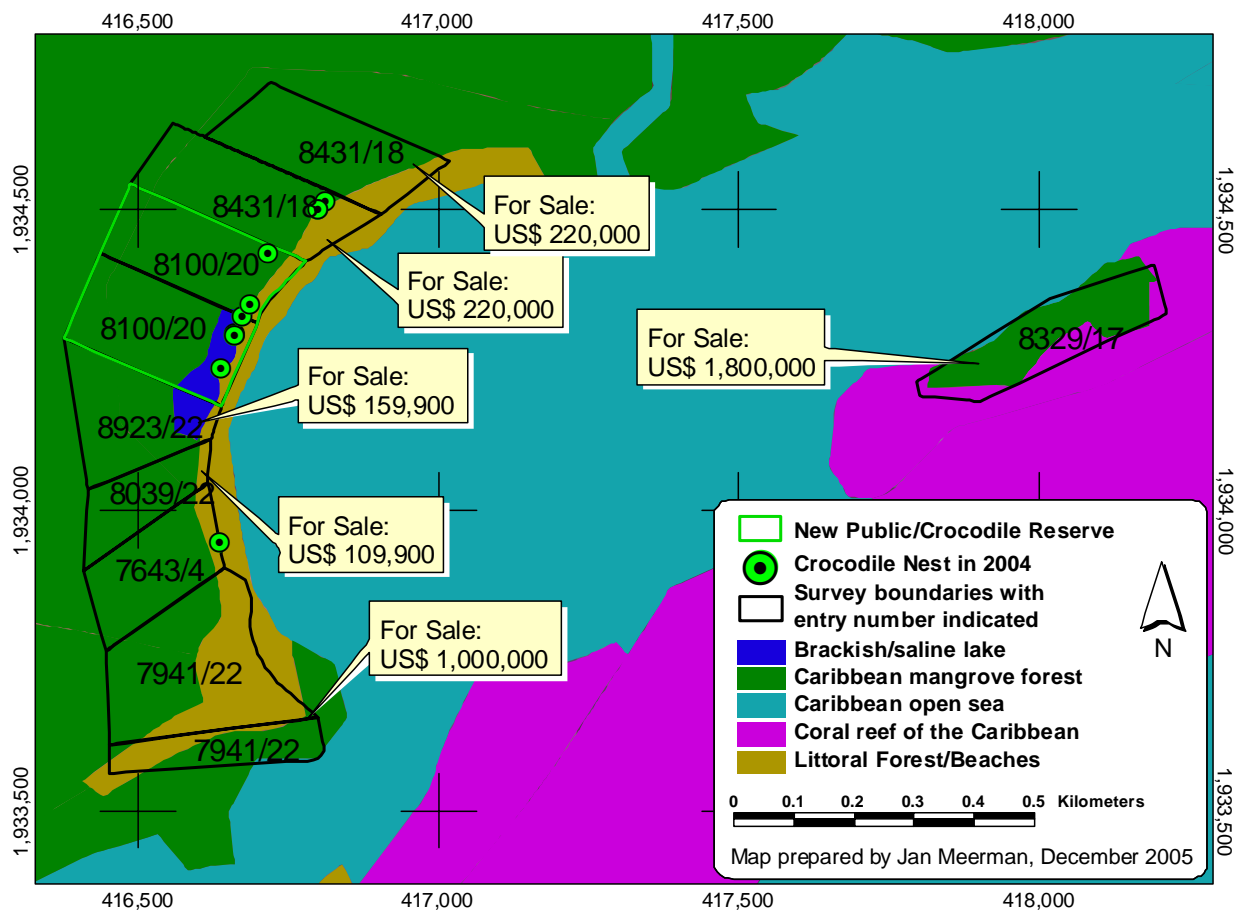 416,500
417,000
417,500
418,000
8431/18
8431/18
For Sale:
US$ 220,000
1,934,500
1,934,500
8100/20
For Sale:
US$ 220,000
8100/20
For Sale:
US$ 1,800,000
8329/17
For Sale:
US$ 159,900
8923/22
8039/22
For Sale:
US$ 109,900
1,934,000
1,934,000
7643/4
For Sale:
US$ 1,000,000
7941/22
7941/22
1,933,500
1,933,500
New Public/Crocodile Reserve
Crocodile Nest in 2004
Survey boundaries with
entry number indicated
Brackish/saline lake
Caribbean mangrove forest
Caribbean open sea
Coral reef of the Caribbean
Littoral Forest/Beaches
N
0 0.1 0.2 0.3 0.4 0.5 Kilometers
Map prepared by Jan Meerman, December 2005
416,500
417,000
417,500
418,000